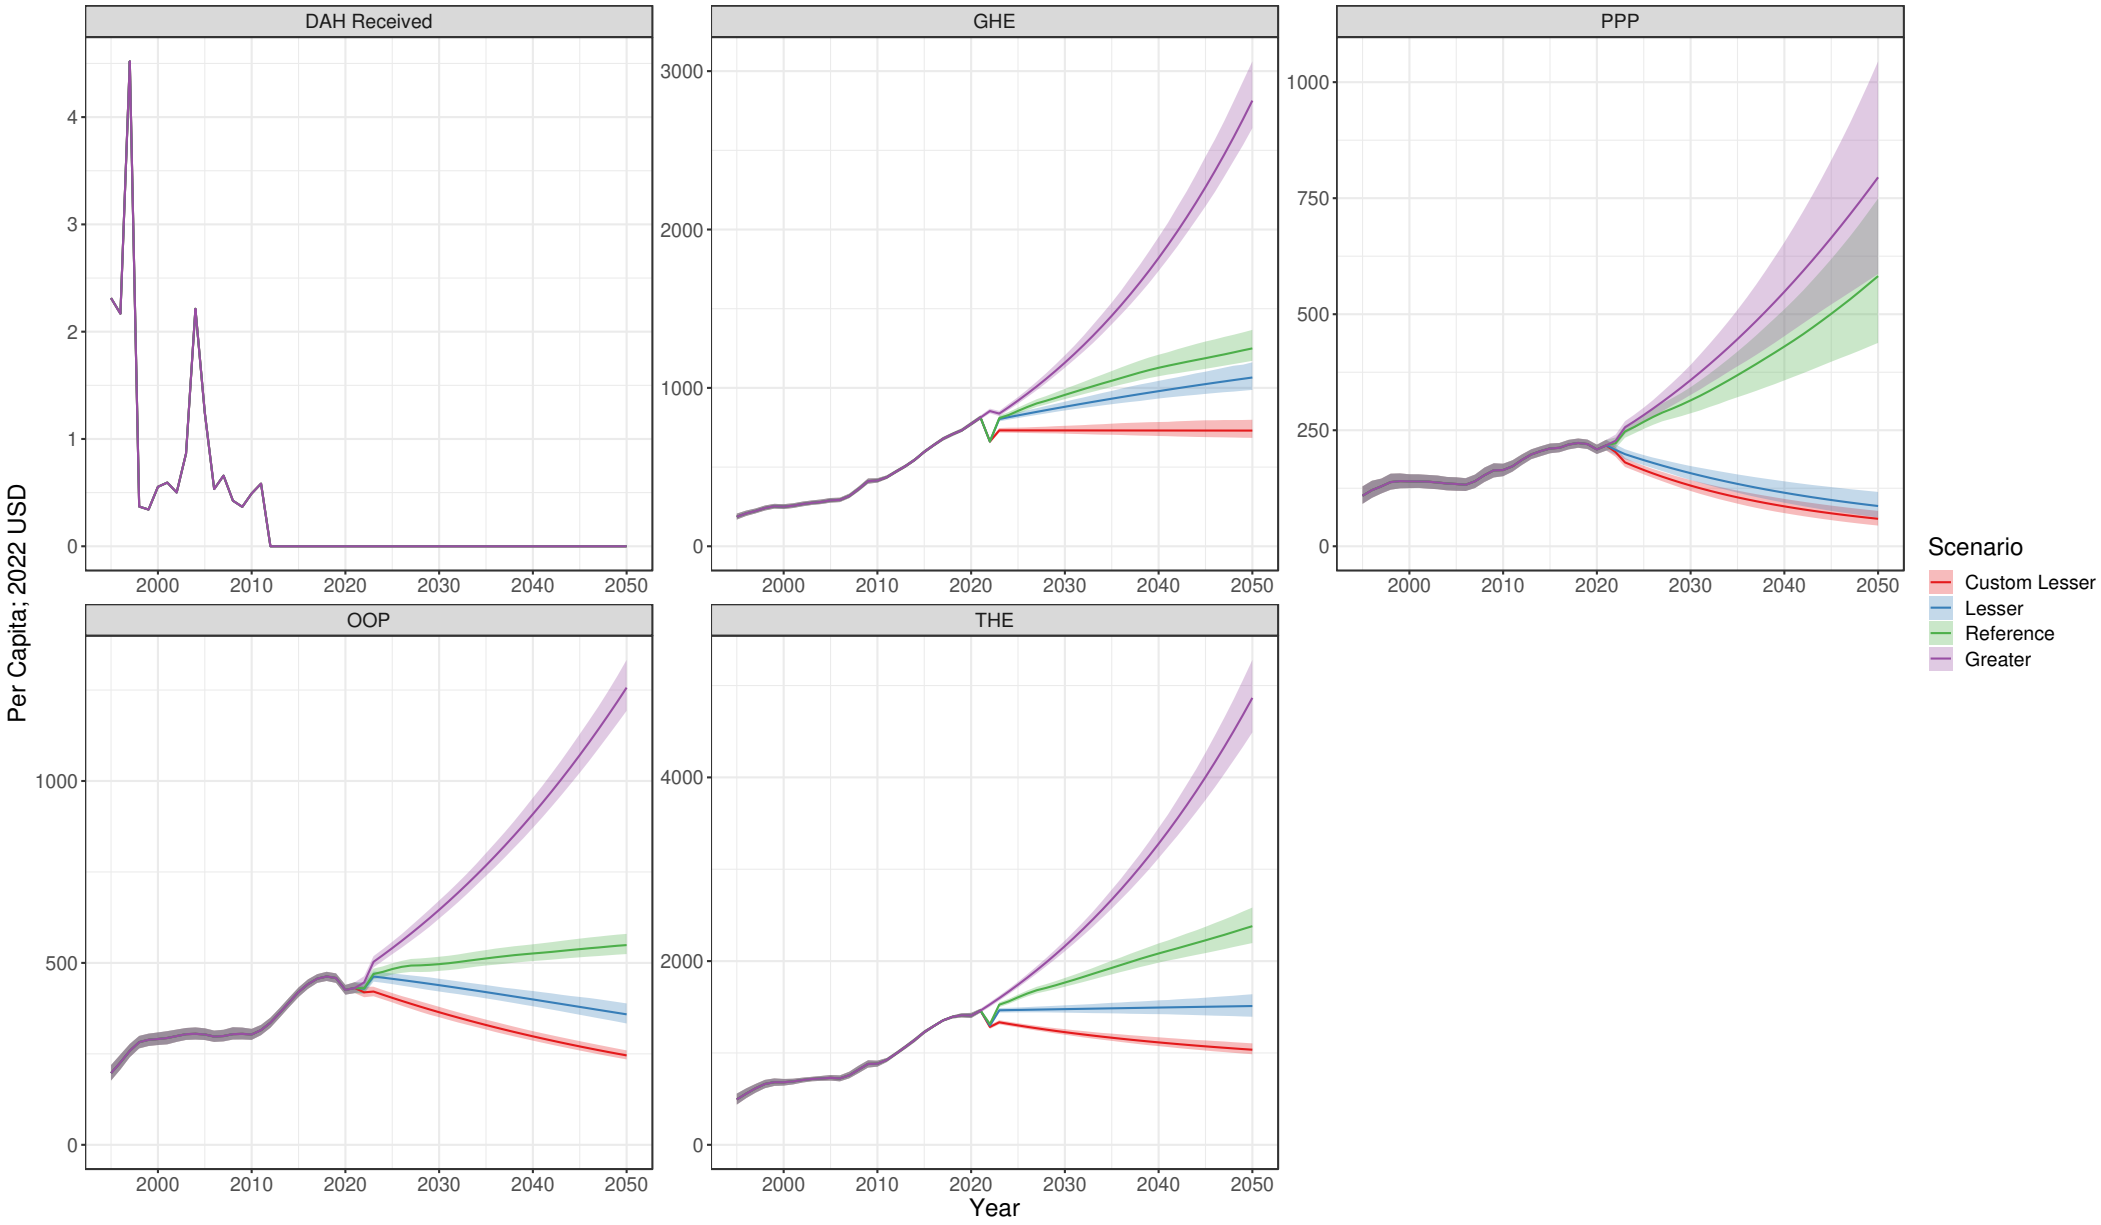 DAH Received
GHE
PPP
4
3
2
1
0
3000
2000
1000
0
1000
750
500
250
0
2000 2010 2020 2030 2040 2050
2000 2010 2020 2030 2040 2050
2000 2010 2020 2030 2040 2050
Per Capita; 2022 USD
OOP
THE
1000
500
0
4000
2000
0
2000 2010 2020 2030 2040 2050
2000 2010 2020 2030 2040 2050
Year
Scenario
Custom Lesser
Lesser
Reference
Greater